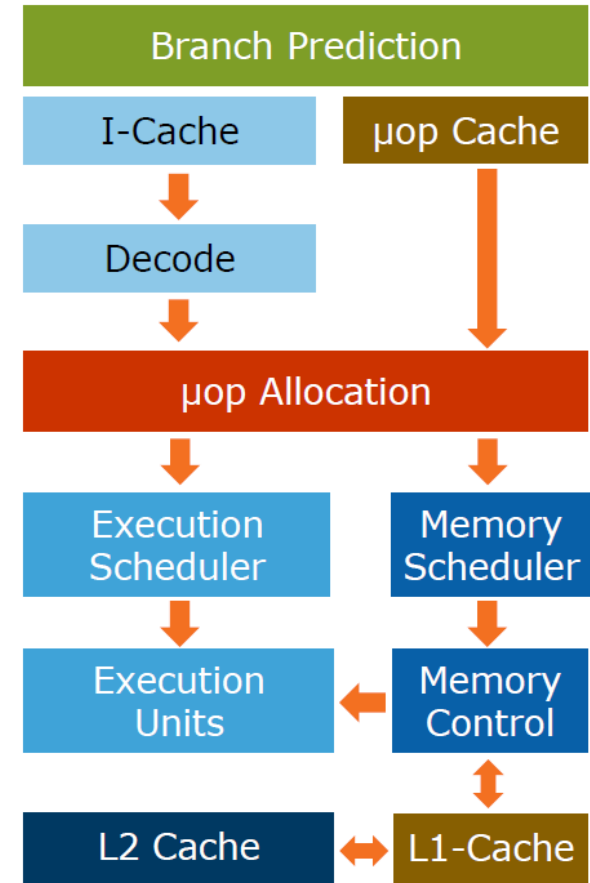 Branch Prediction
I-Cache
μop Cache
Decode
μop Allocation
Execution
Scheduler
Memory
Scheduler
Execution
Units
Memory
Control
L2 Cache
L1-Cache